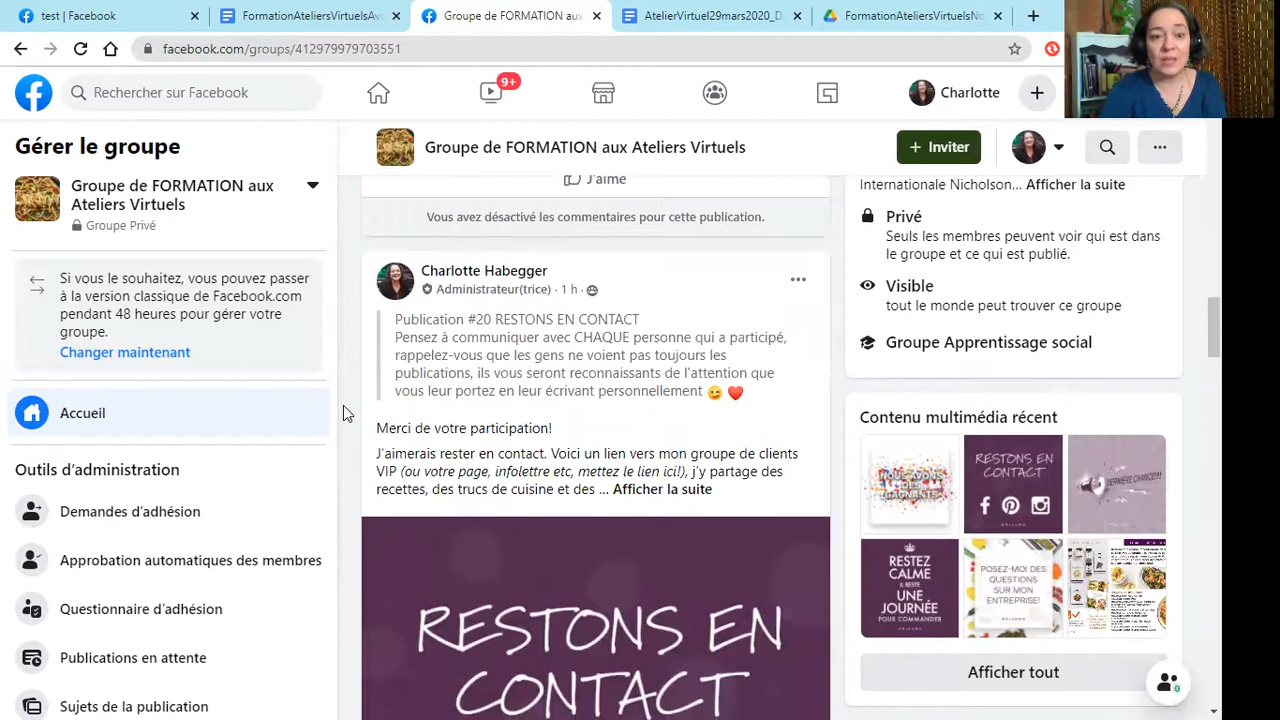 test | Facebook
FormationAteliersVirtuelsAv
Groupe de FORMATION au
AtelierVirtuel29mars2020_D
FormationAteliersVirtuelsN
facebook.com/groups/412979979703551
Rechercher sur Facebook
9+
Charlotte
Gérer le groupe
Groupe de FORMATION aux
Ateliers Virtuels
Groupe Privé
Si vous le souhaitez, vous pouvez passer
à la version classique de Facebook.com
pendant 48 heures pour gérer votre
groupe.
Changer maintenant
Accueil
Outils d'administration
Demandes d'adhésion
Approbation automatiques des membres
Questionnaire d'adhésion
Publications en attente
Sujets de la publication
Groupe de FORMATION aux Ateliers Virtuels
+ Inviter
J'aime
Vous avez désactivé les commentaires pour cette publication.
Charlotte Habegger
Administrateur(trice) · 1 h ·
Publication #20 RESTONS EN CONTACT
Pensez à communiquer avec CHAQUE personne qui a participé,
rappelez-vous que les gens ne voient pas toujours les
publications, ils vous seront reconnaissants de l'attention que
vous leur portez en leur écrivant personnellement 😉 ❤️
Merci de votre participation!
J'aimerais rester en contact. Voici un lien vers mon groupe de clients
VIP (ou votre page, infolettre etc, mettez le lien ici!), j'y partage des
recettes, des trucs de cuisine et des ... Afficher la suite
RESTONS EN
CONTACT
Internationale Nicholson... Afficher la suite
Privé
Seuls les membres peuvent voir qui est dans
le groupe et ce qui est publié.
Visible
tout le monde peut trouver ce groupe
Groupe Apprentissage social
Contenu multimédia récent
NOUS AVONS
DES
GAGNANTS
RESTONS EN
CONTACT
DERNIÈRE CHANCE!!!
RESTEZ
CALME
UNE
JOURNÉE
POUR COMMANDER
POSEZ-MOI DES
QUESTIONS
SUR MON
ENTREPRISE!
Afficher tout
0